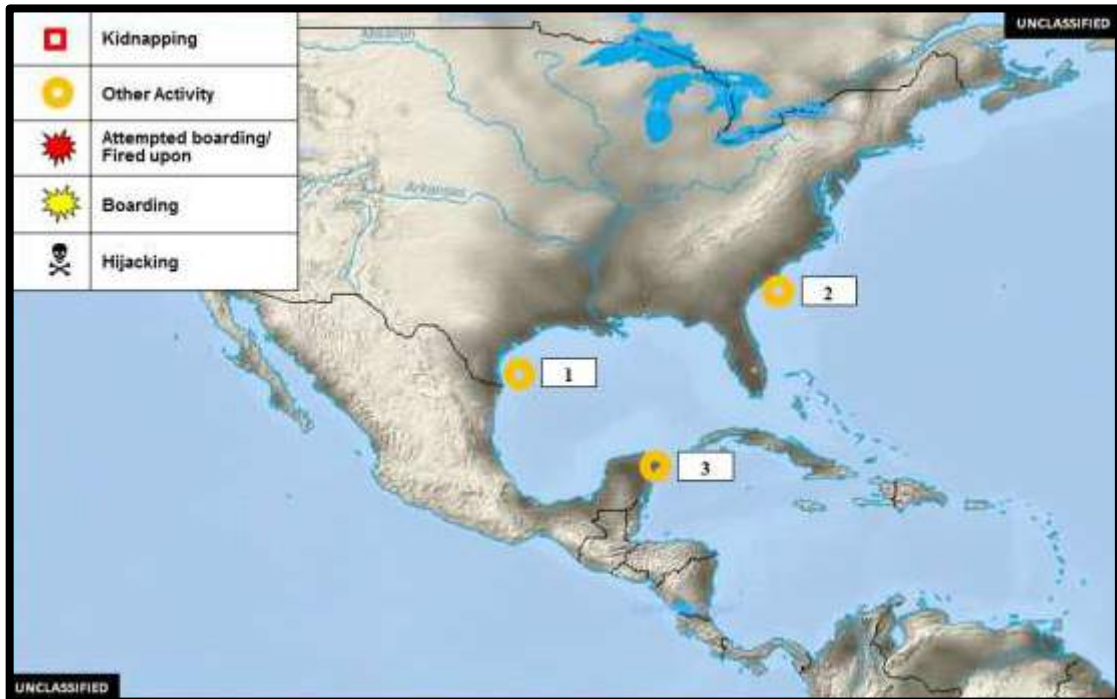 UNCLASSIFIED
Kidnapping
Other Activity
Attempted boarding/
Fired upon
Boarding
Hijacking
Arkansas
2
1
3
UNCLASSIFIED